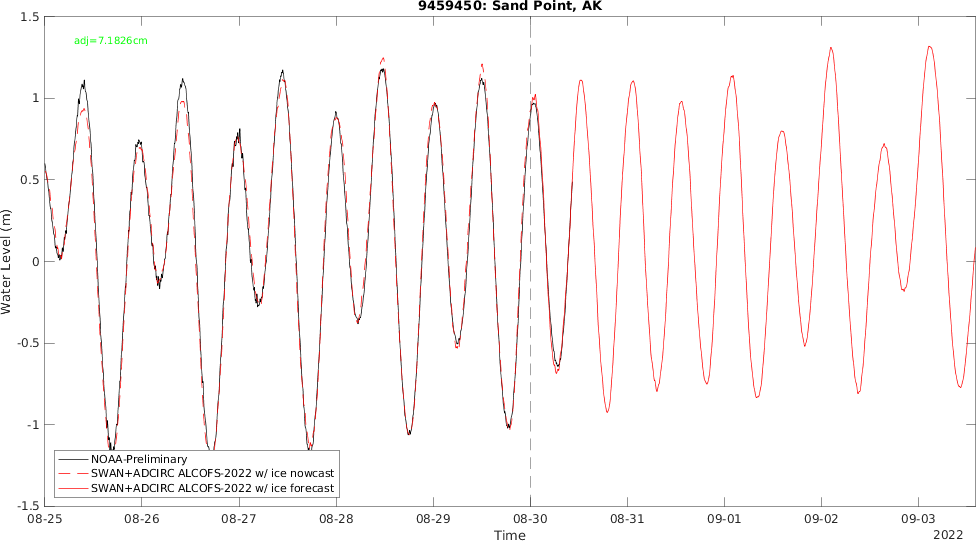 9459450: Sand Point, AK
adj=7.1826cm
1.5
1
0.5
0
-0.5
-1
-1.5
Water Level (m)
NOAA-Preliminary
SWAN+ADCIRC ALCOFS-2022 w/ ice nowcast
SWAN+ADCIRC ALCOFS-2022 w/ ice forecast
08-25 08-26 08-27 08-28 08-29 08-30 08-31 09-01 09-02 09-03
Time
2022